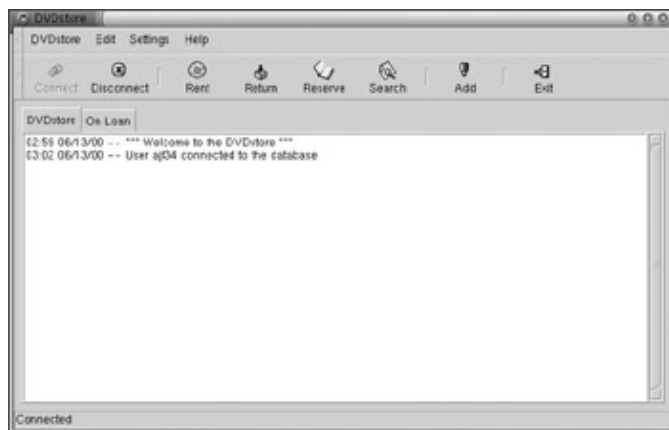 DVDstore
DVDstore Edit Settings Help
Connect Disconnect Rent Return Reserve Search Add Exit
DVDstore On Loan
02:59 06/13/00 -- *** Welcome to the DVDstore ***
03:02 06/13/00 -- User ajt34 connected to the database
Connected